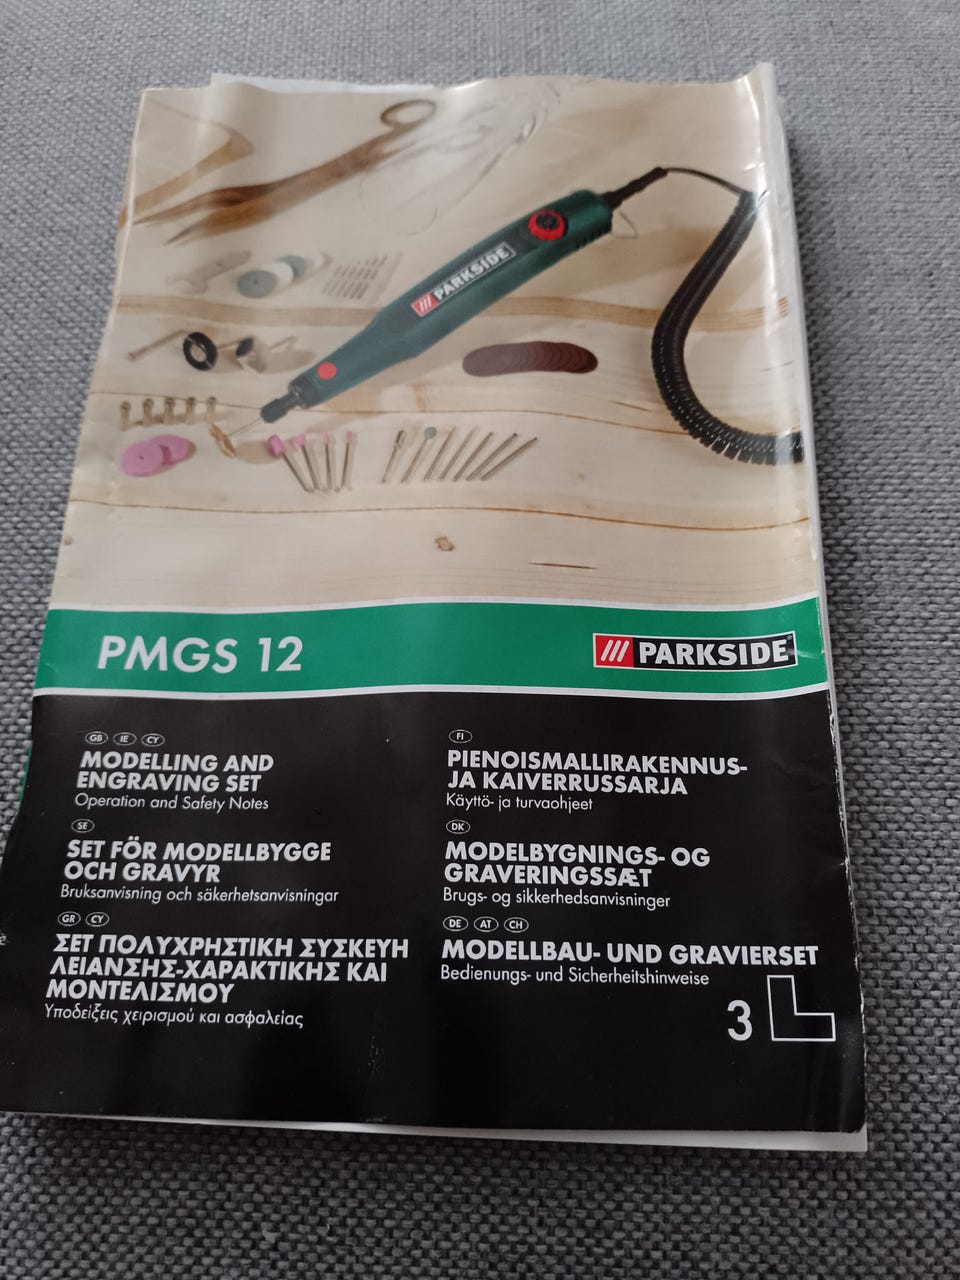 PARKSIDE
PMGS 12
PARKSIDE®
GB IE CY
MODELLING AND
ENGRAVING SET
Operation and Safety Notes
SE
SET FÖR MODELLBYGGE
OCH GRAVYR
Bruksanvisning och säkerhetsanvisningar
GR CY
ΣΕΤ ΠΟΛΥΧΡΗΣΤΙΚΗ ΣΥΣΚΕΥΗ
ΛΕΙΑΝΣΗΣ-ΧΑΡΑΚΤΙΚΗΣ ΚΑΙ
ΜΟΝΤΕΛΙΣΜΟΥ
Υποδείξεις χειρισμού και ασφαλείας
FI
PIENOISMALLIRAKENNUS-
JA KAIVERRUSSARJA
Käyttö- ja turvaohjeet
DK
MODELBYGNINGS- OG
GRAVERINGSSÆT
Brugs- og sikkerhedsanvisninger
DE AT CH
MODELLBAU- UND GRAVIERSET
Bedienungs- und Sicherheitshinweise
3 L